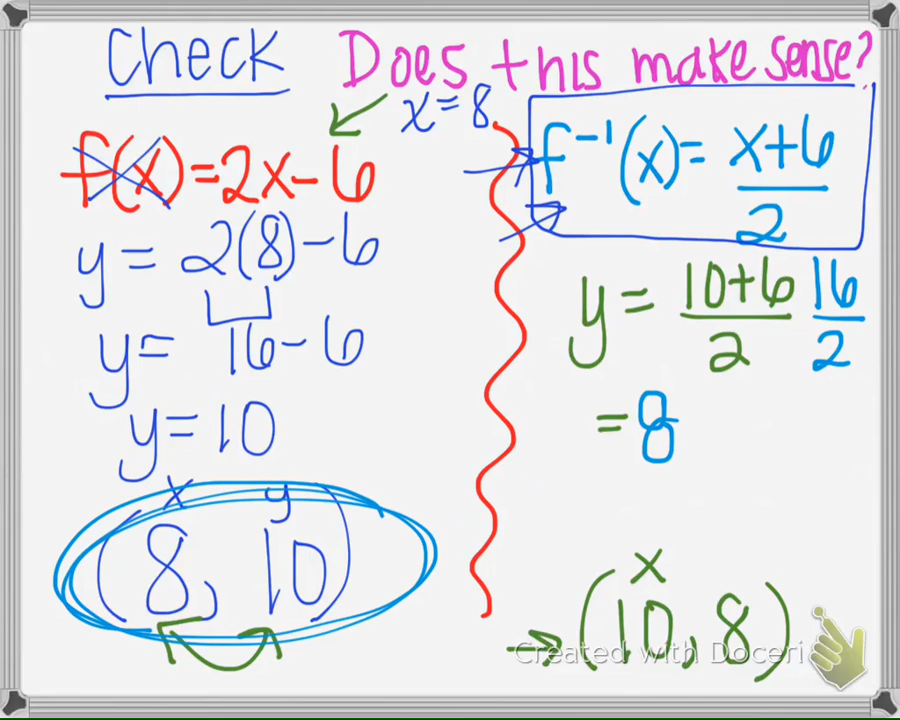 Check Does this make sense?
x=8
f(x)=2x-6
y= 2(8)-6
y= 16-6
y=10
x y
(8, 10)
f⁻¹(x)= x+6
2
y= 10+6 16
2 2
=8
x
→(10,8)
Created with Doceri